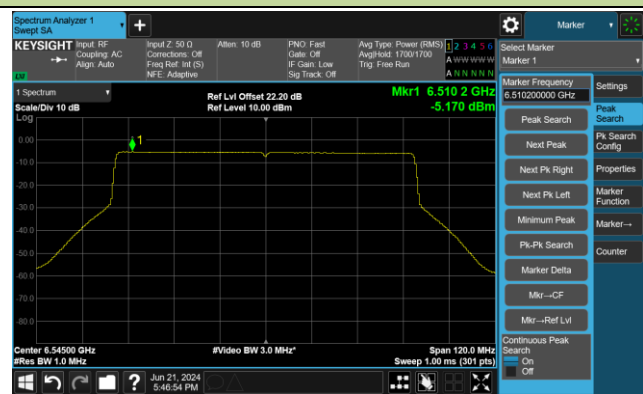 Spectrum Analyzer 1
Swept SA
+
Marker
KEYSIGHT
Input: RF
Coupling: AC
Align: Auto
Input Z: 50 Ω
Corrections: Off
Freq Ref: Int (S)
NFE: Adaptive
Atten: 10 dB
PNO: Fast
Gate: Off
IF Gain: Low
Sig Track: Off
Avg Type: Power (RMS)
Avg|Hold: 1700/1700
Trig: Free Run
1 2 3 4 5 6
A W W W W W
A N N N N N
LW
Select Marker
Marker 1
1 Spectrum
Scale/Div 10 dB
Ref Lvl Offset 22.20 dB
Ref Level 10.00 dBm
Mkr1 6.510 2 GHz
-5.170 dBm
Log
0.00
-10.0
-20.0
-30.0
-40.0
-50.0
-60.0
-70.0
-80.0
1
Center 6.54500 GHz
#Res BW 1.0 MHz
#Video BW 3.0 MHz*
Span 120.0 MHz
Sweep 1.00 ms (301 pts)
Marker Frequency
6.510200000 GHz
Peak Search
Next Peak
Next Pk Right
Next Pk Left
Minimum Peak
Pk-Pk Search
Marker Delta
Mkr→CF
Mkr→Ref Lvl
Continuous Peak
Search
On
Off
Settings
Peak
Search
Pk Search
Config
Properties
Marker
Function
Marker→
Counter
?
Jun 21, 2024
5:46:54 PM